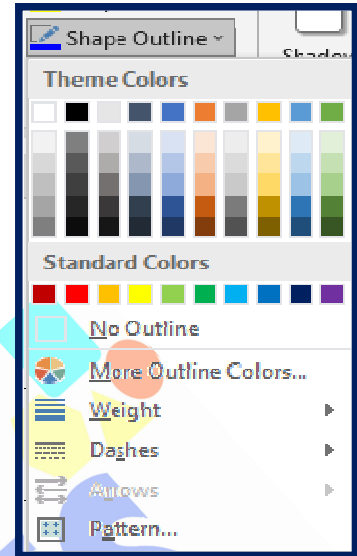 Shape Outline
Shadow
Theme Colors
Standard Colors
No Outline
More Outline Colors...
Weight
Dashes
Arrows
Pattern...